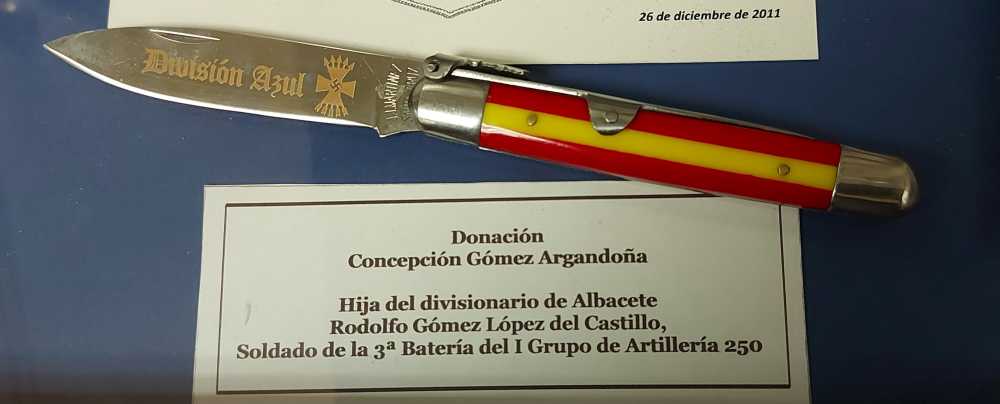 26 de diciembre de 2011
División Azul
Donación
Concepción Gómez Argandoña
Hija del divisionario de Albacete
Rodolfo Gómez López del Castillo,
Soldado de la 3ª Batería del I Grupo de Artillería 250